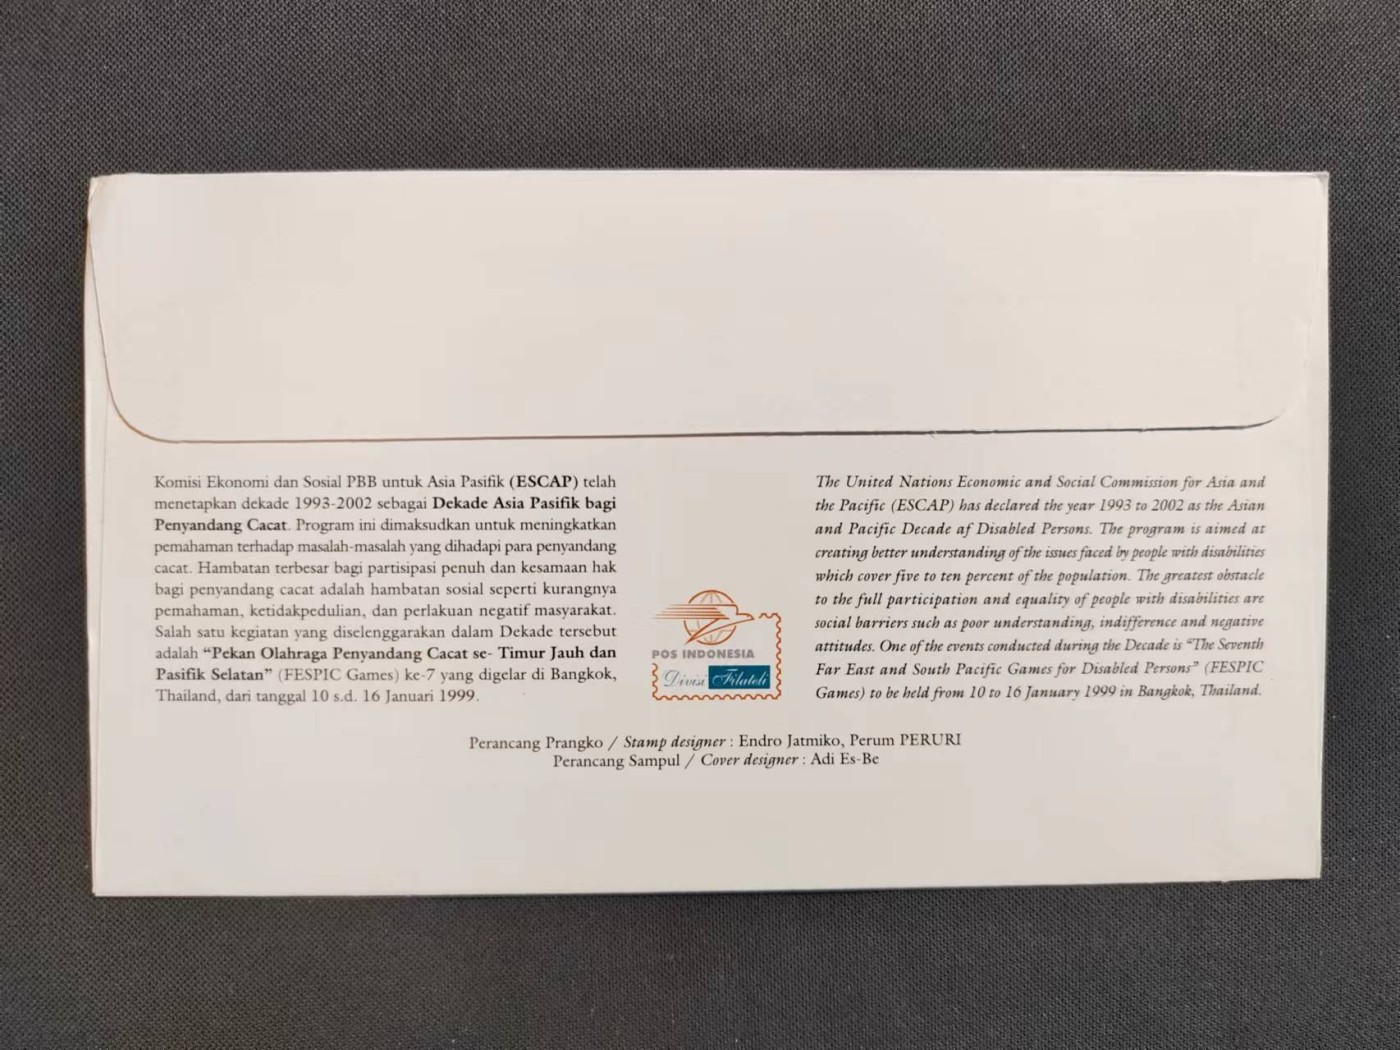 Komisi Ekonomi dan Sosial PBB untuk Asia Pasifik (ESCAP) telah
menetapkan dekade 1993-2002 sebagai Dekade Asia Pasifik bagi
Penyandang Cacat. Program ini dimaksudkan untuk meningkatkan
pemahaman terhadap masalah-masalah yang dihadapi para penyandang
cacat. Hambatan terbesar bagi partisipasi penuh dan kesamaan hak
bagi penyandang cacat adalah hambatan sosial seperti kurangnya
pemahaman, ketidakpedulian, dan perlakuan negatif masyarakat.
Salah satu kegiatan yang diselenggarakan dalam Dekade tersebut
adalah “Pekan Olahraga Penyandang Cacat se- Timur Jauh dan
Pasifik Selatan” (FESPIC Games) ke-7 yang digelar di Bangkok,
Thailand, dari tanggal 10 s.d. 16 Januari 1999.
POS INDONESIA
Divisi Filateli
The United Nations Economic and Social Commission for Asia and
the Pacific (ESCAP) has declared the year 1993 to 2002 as the Asian
and Pacific Decade af Disabled Persons. The program is aimed at
creating better understanding of the issues faced by people with disabilities
which cover five to ten percent of the population. The greatest obstacle
to the full participation and equality of people with disabilities are
social barriers such as poor understanding, indifference and negative
attitudes. One of the events conducted during the Decade is “The Seventh
Far East and South Pacific Games for Disabled Persons” (FESPIC
Games) to be held from 10 to 16 January 1999 in Bangkok, Thailand.
Perancang Prangko / Stamp designer : Endro Jatmiko, Perum PERURI
Perancang Sampul / Cover designer : Adi Es-Be